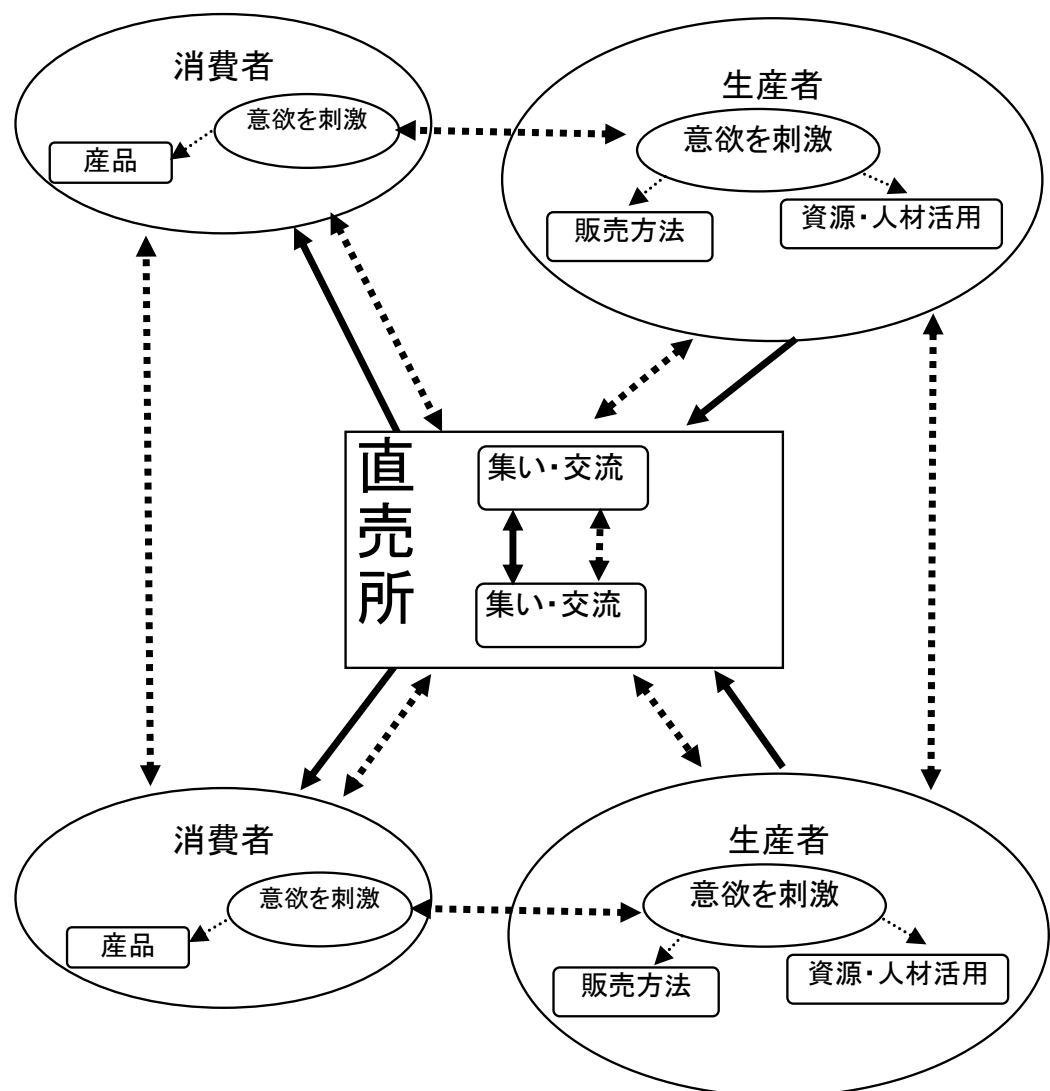 消費者
意欲を刺激
産品
生産者
意欲を刺激
販売方法
資源・人材活用
直売所
集い・交流
集い・交流
消費者
意欲を刺激
産品
生産者
意欲を刺激
販売方法
資源・人材活用